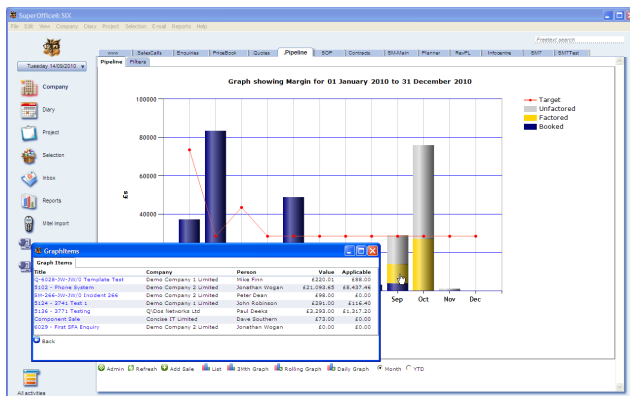 SuperOffice6: SIX
File Edit View Company Diary Project Selection E-mail Reports Help
Freetext search
www SalesCalls Enquiries PriceBook Quotes .Pipeline SOP Contracts SM-Main Planner RevFL Infocentre SMT SMTTest
Tuesday 14/09/2010
Pipeline Filters
Company
Diary
Project
Selection
Inbox
Reports
Mitel Import
All activities
Graph showing Margin for 01 January 2010 to 31 December 2010
100000
80000
60000
40000
£s
Target
Unfactored
Factored
Booked
Sep Oct Nov Dec
GraphItems
Graph Items
Title Company Person Value Applicable
Q-6028-JW-JW/0 Template Test Demo Company 1 Limited Mike Finn £220.01 £88.00
5102 - Phone System Demo Company 2 Limited Jonathan Wogan £21,093.65 £8,437.46
SM-266-JW-JW/0 Incident 266 Demo Company 2 Limited Peter Dean £98.00 £0.00
5134 - 3741 Test 1 Demo Company 1 Limited John Robinson £291.00 £116.40
5136 - 3771 Testing Q\Dos Networks Ltd Paul Deeks £3,293.00 £1,317.20
Component Sale Concise IT Limited Dave Southern £73.00 £0.00
6029 - First SFA Enquiry Demo Company 2 Limited Jonathan Wogan £0.00 £0.00
Back
Admin Refresh Add Sale List 3Mth Graph Rolling Graph Daily Graph Month YTD